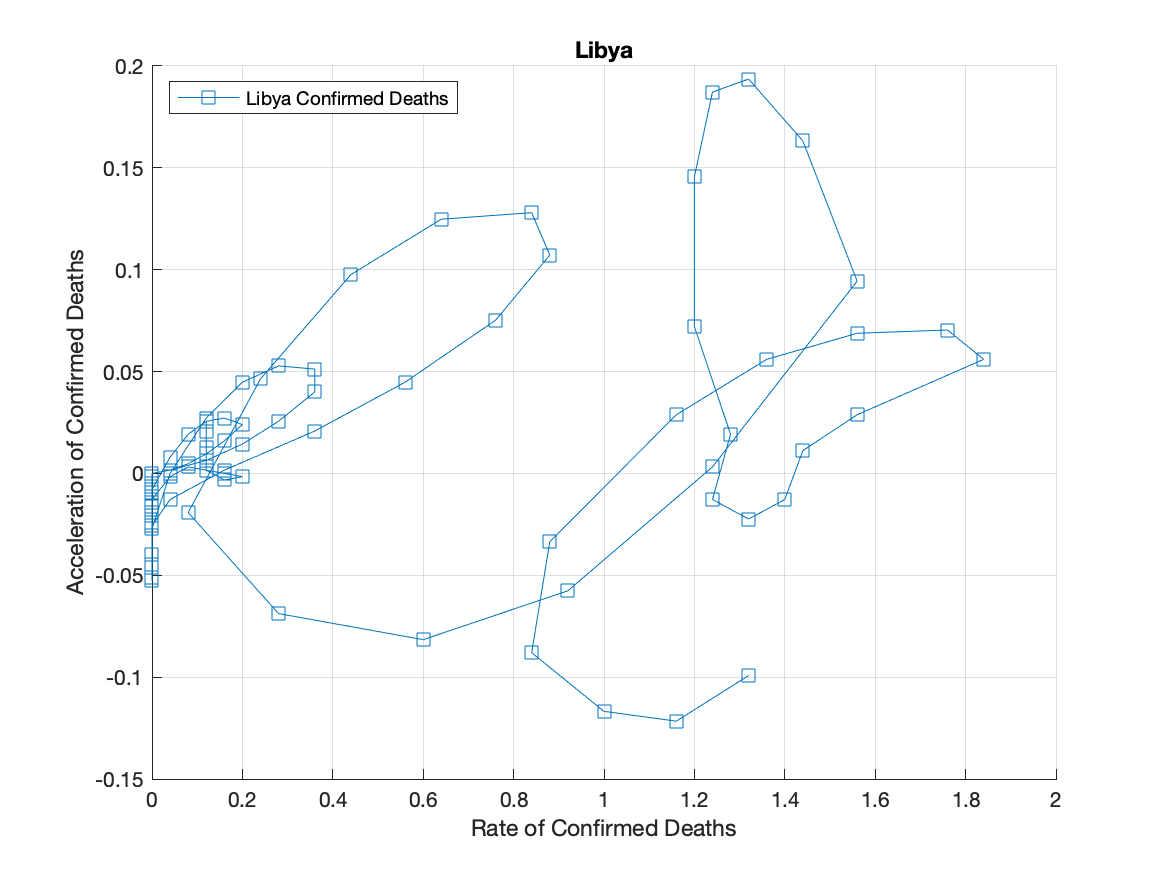 Libya
Libya Confirmed Deaths
0.2
0.15
0.1
0.05
0
-0.05
-0.1
-0.15
Acceleration of Confirmed Deaths
0 0.2 0.4 0.6 0.8 1 1.2 1.4 1.6 1.8 2
Rate of Confirmed Deaths